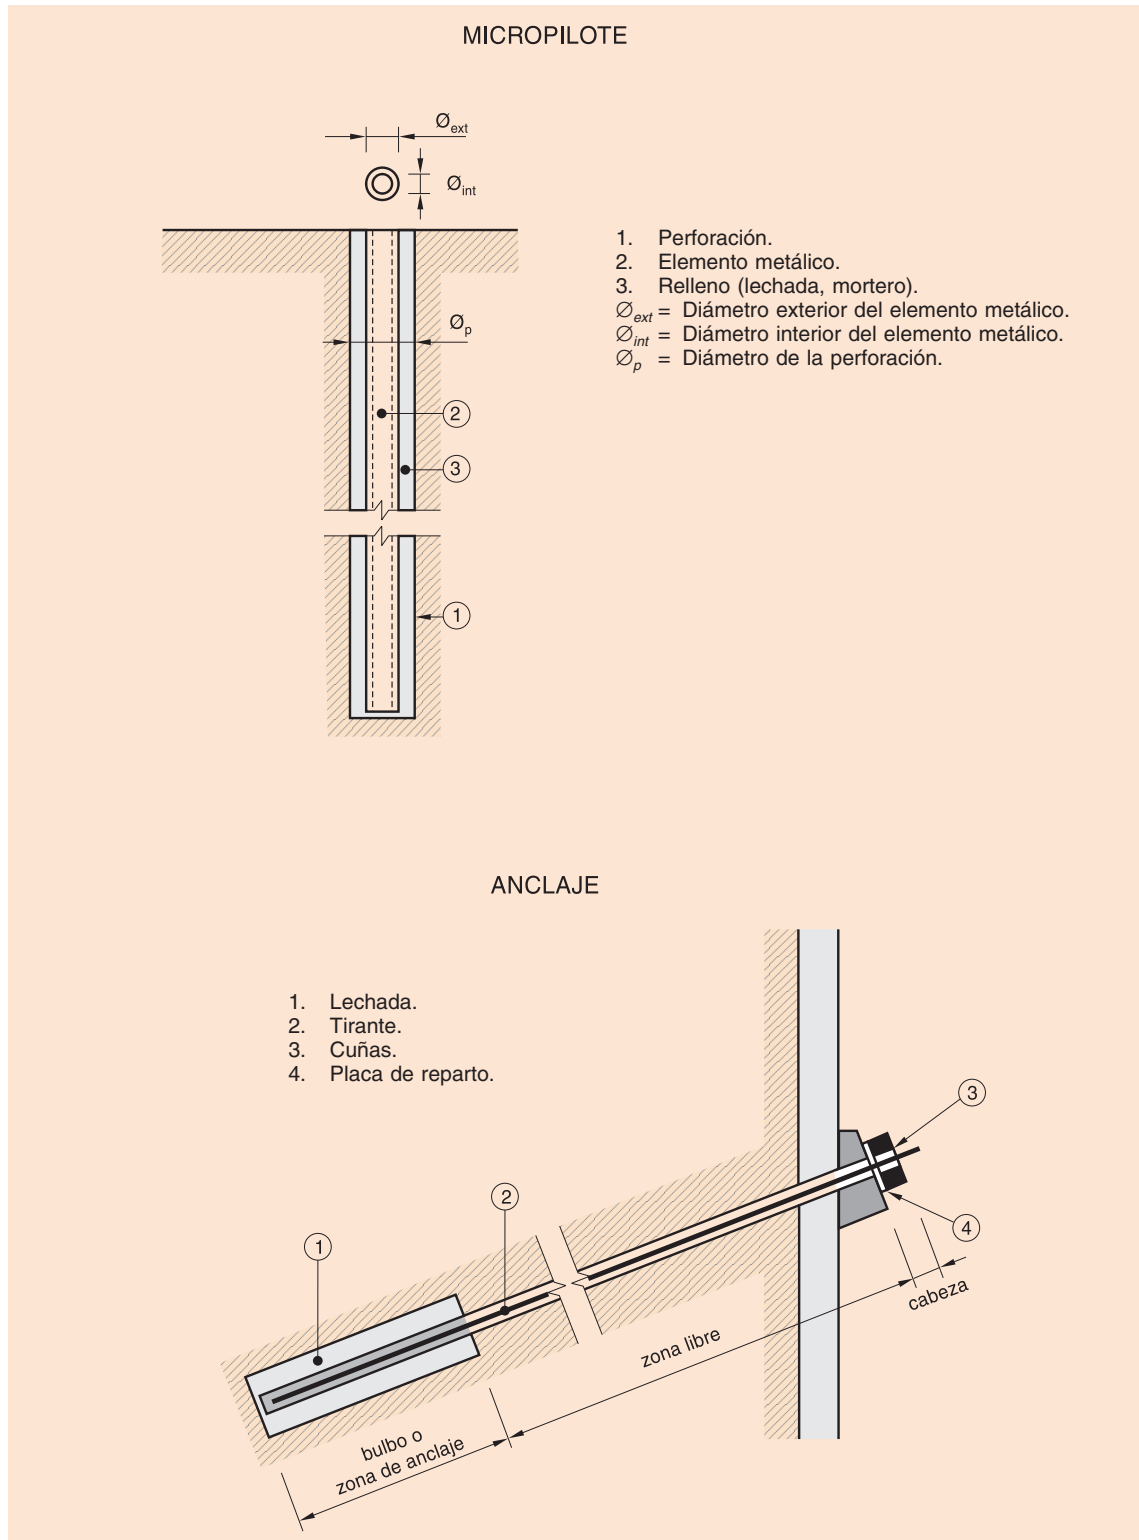 MICROPILOTE
Øext
Øint
1. Perforación.
2. Elemento metálico.
3. Relleno (lechada, mortero).
Øext = Diámetro exterior del elemento metálico.
Øint = Diámetro interior del elemento metálico.
Øp = Diámetro de la perforación.
Øp
2
3
1
ANCLAJE
1. Lechada.
2. Tirante.
3. Cuñas.
4. Placa de reparto.
3
2
4
1
cabeza
zona libre
bulbo o
zona de anclaje